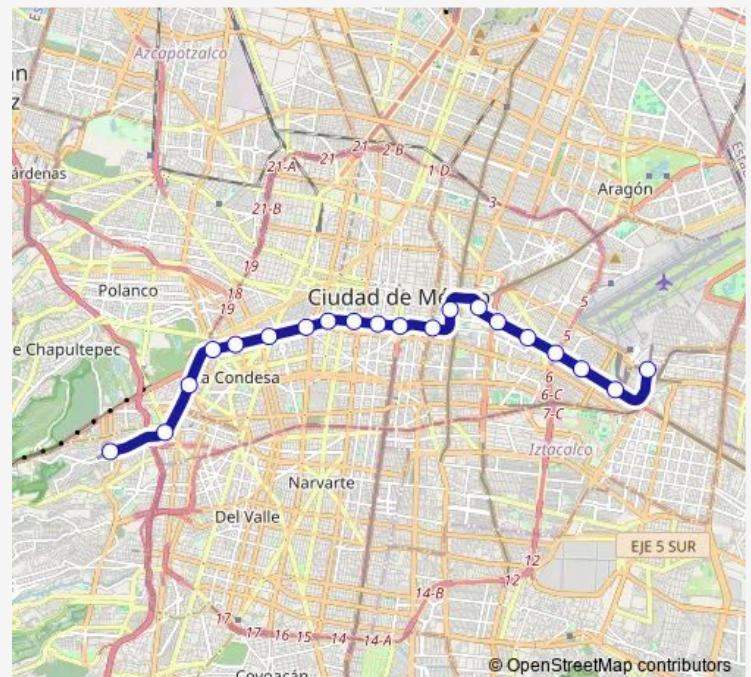 Azcapotzalco
21-A
21
21
2-B
1-D
21-B
3
Aragón
árdenas
19
Polanco
18
19
Ciudad de Mé
5
5
e Chapultepec
a Condesa
6
6-C
7-C
Iztacalco
Narvarte
Del Valle
EJE 5 SUR
12
12
14-B
17
17
16
15
14
14-A
Coyoacán
© OpenStreetMap contributors